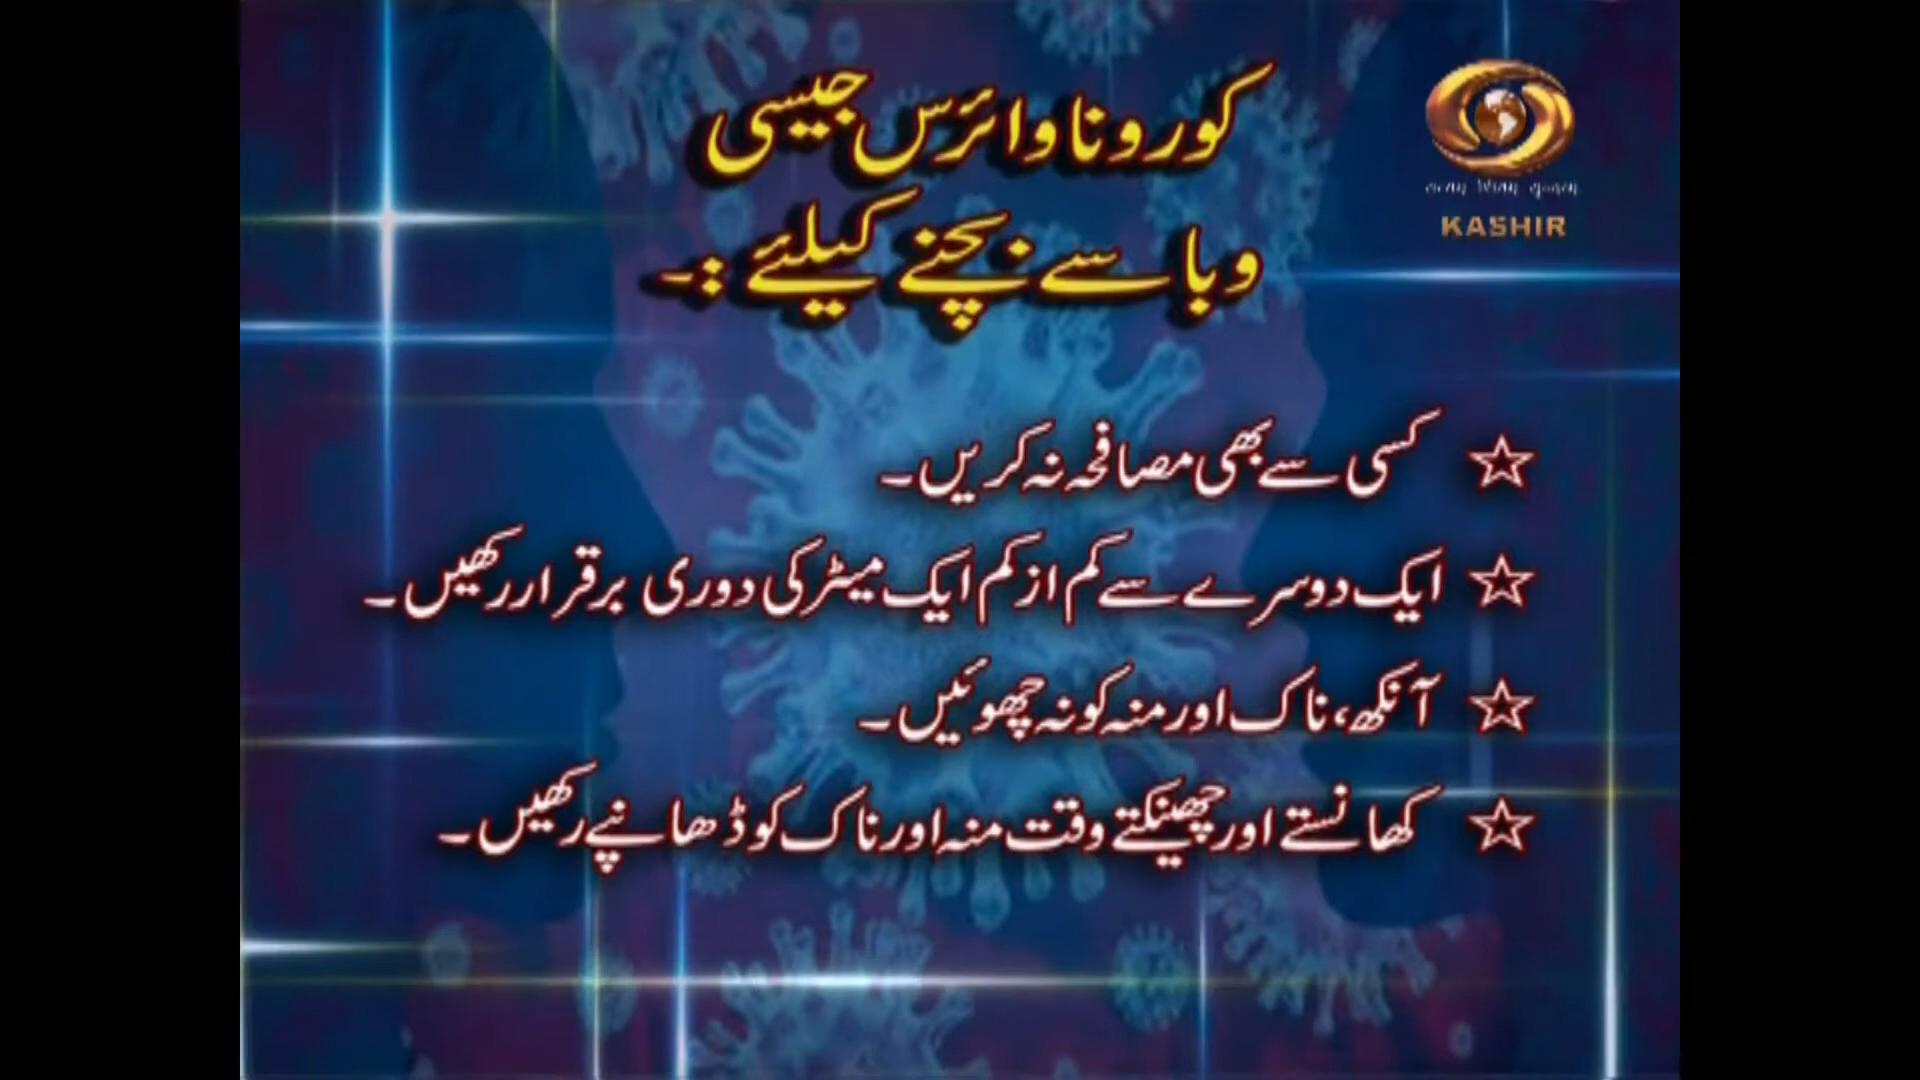 کورونا وائرس جیسی
وبا سے بچنے کیلئے :۔
KASHIR
☆ کسی سے بھی مصافحہ نہ کریں۔
☆ ایک دوسرے سے کم از کم ایک میٹر کی دوری برقرار رکھیں۔
☆ آنکھ، ناک اور منہ کو نہ چھوئیں۔
☆ کھانستے اور چھینکتے وقت منہ اور ناک کو ڈھانپے رکھیں۔